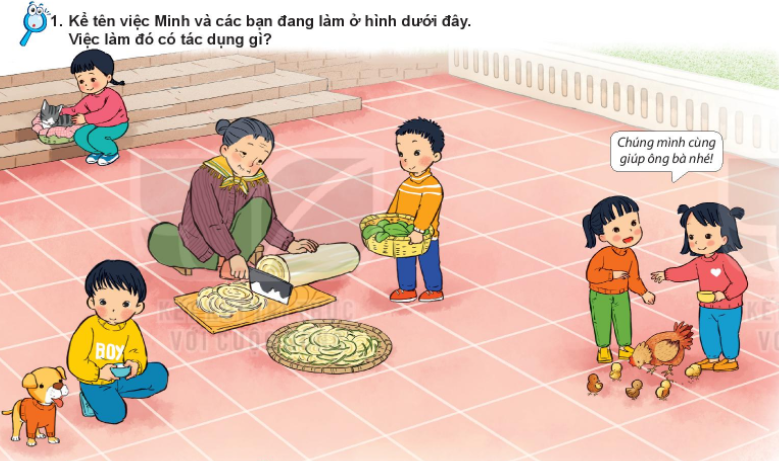 1. Kể tên việc Minh và các bạn đang làm ở hình dưới đây.
Việc làm đó có tác dụng gì?
Chúng mình cùng
giúp ông bà nhé!
BOY